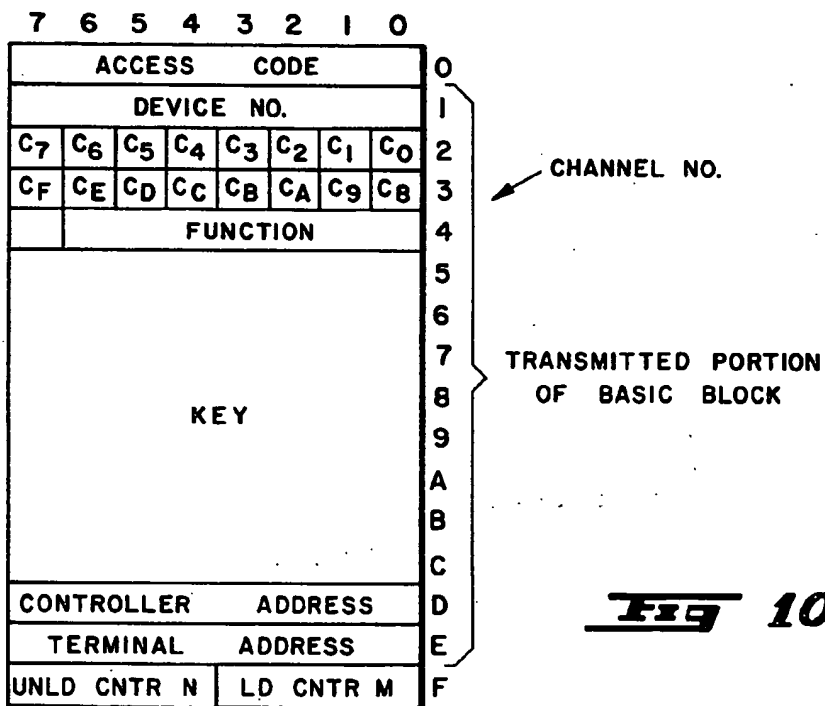 7 6 5 4 3 2 1 0
ACCESS CODE 0
DEVICE NO. 1
C7 C6 C5 C4 C3 C2 C1 C0 2
CF CE CD CC CB CA C9 C8 3
CHANNEL NO.
FUNCTION 4
5
6
7
TRANSMITTED PORTION
8
OF BASIC BLOCK
KEY
9
A
B
C
CONTROLLER ADDRESS D
Fig 10
TERMINAL ADDRESS E
UNLD CNTR N LD CNTR M F